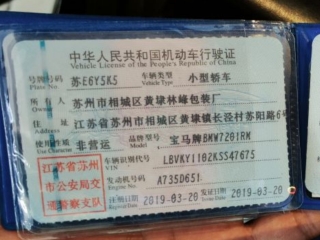 中华人民共和国机动车行驶证
Vehicle License of the People's Republic of China
号牌号码 苏E6Y5K5 车辆类型 小型轿车
Plate No. Vehicle Type
所有人 苏州市相城区黄埭林峰包装厂
Owner
住址 江苏省苏州市相城区黄埭镇长泾村苏阳路
Address
使用性质 非营运 品牌型号 宝马牌BMW7201RM
Use Character Model
江苏省苏州 车辆识别代号 LBVKY1102KSS47675
VIN
市公安局交 发动机号码 A735D651
Engine No.
通警察支队 注册日期 2019-03-20 发证日期 2019-03-20
Register Date Issue Date